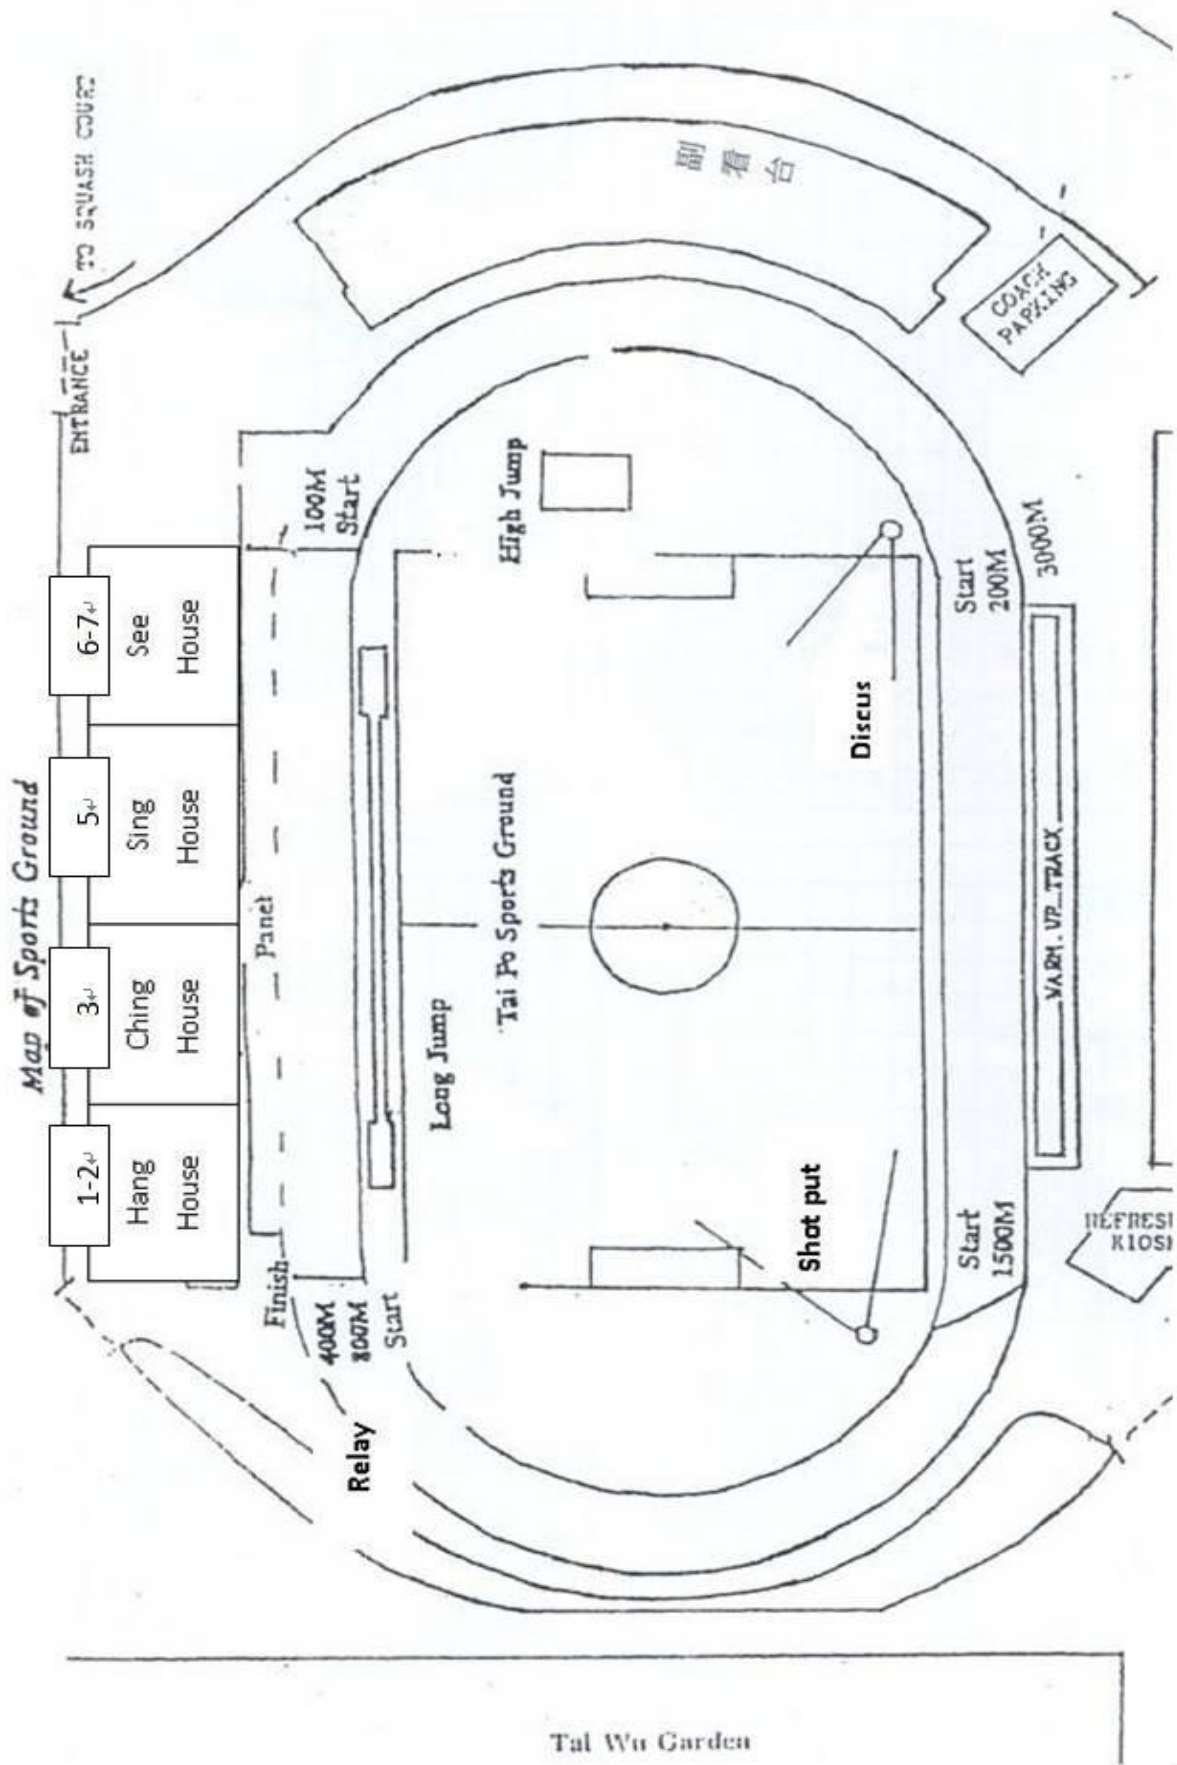 Map of Sports Ground
TO SQUASH COURT
ENTRANCE
1-2
3
5
6-7
Hang
House
Ching
House
Sing
House
See
House
Panel
Finish
400M
800M
Start
100M
Start
Relay
Long Jump
High Jump
Tai Po Sports Ground
副看台
Shot put
Discus
Start
1500M
Start
200M
3000M
WARM.UP_TRACK
COACH
PARKING
Tai Wu Garden